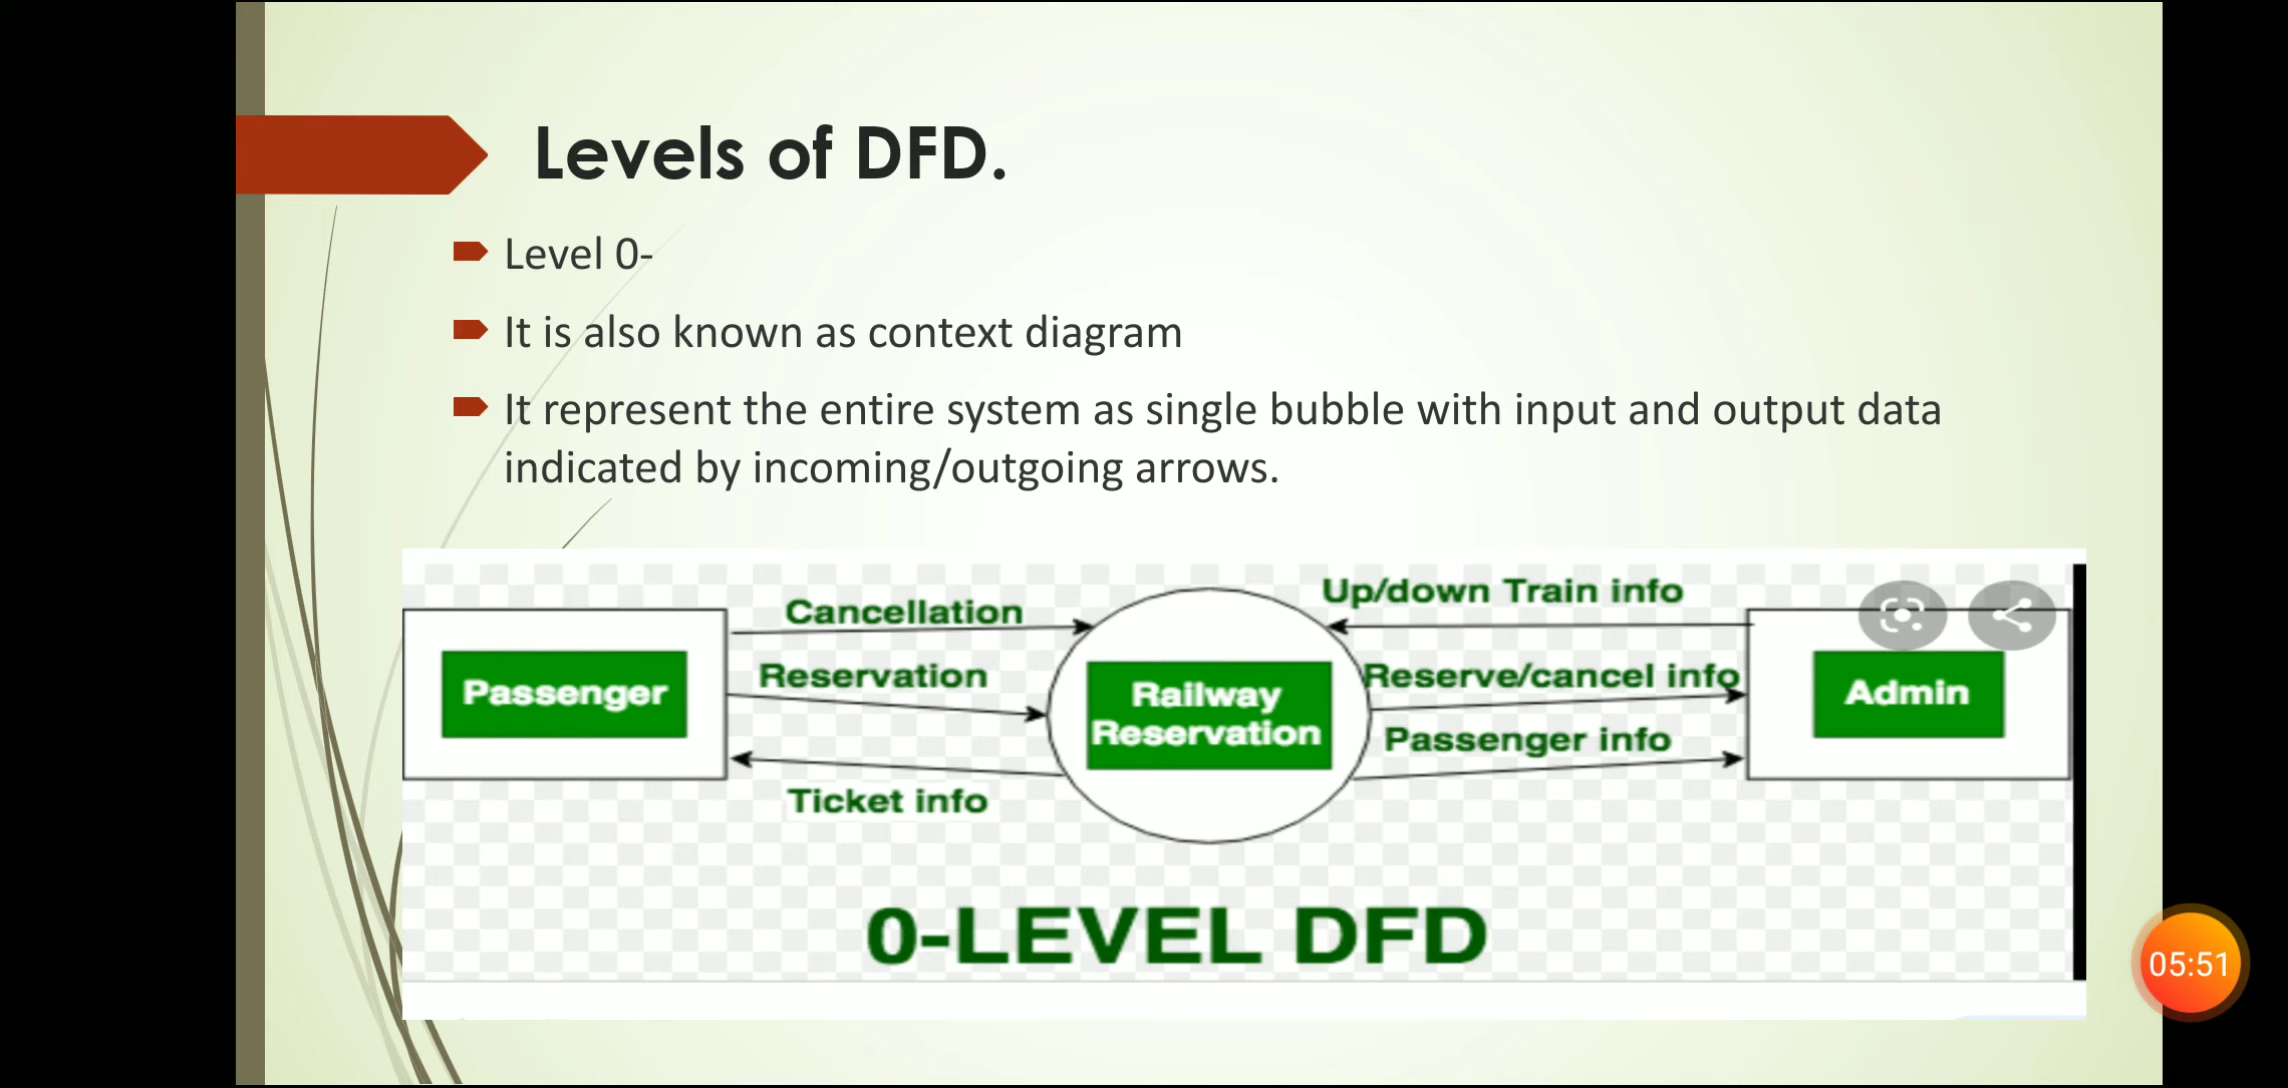 Levels of DFD.
Level 0-
It is also known as context diagram
It represent the entire system as single bubble with input and output data
indicated by incoming/outgoing arrows.
Cancellation
Up/down Train info
Passenger
Reservation
Railway
Reservation
Reserve/cancel info
Admin
Passenger info
Ticket info
0-LEVEL DFD
05:51